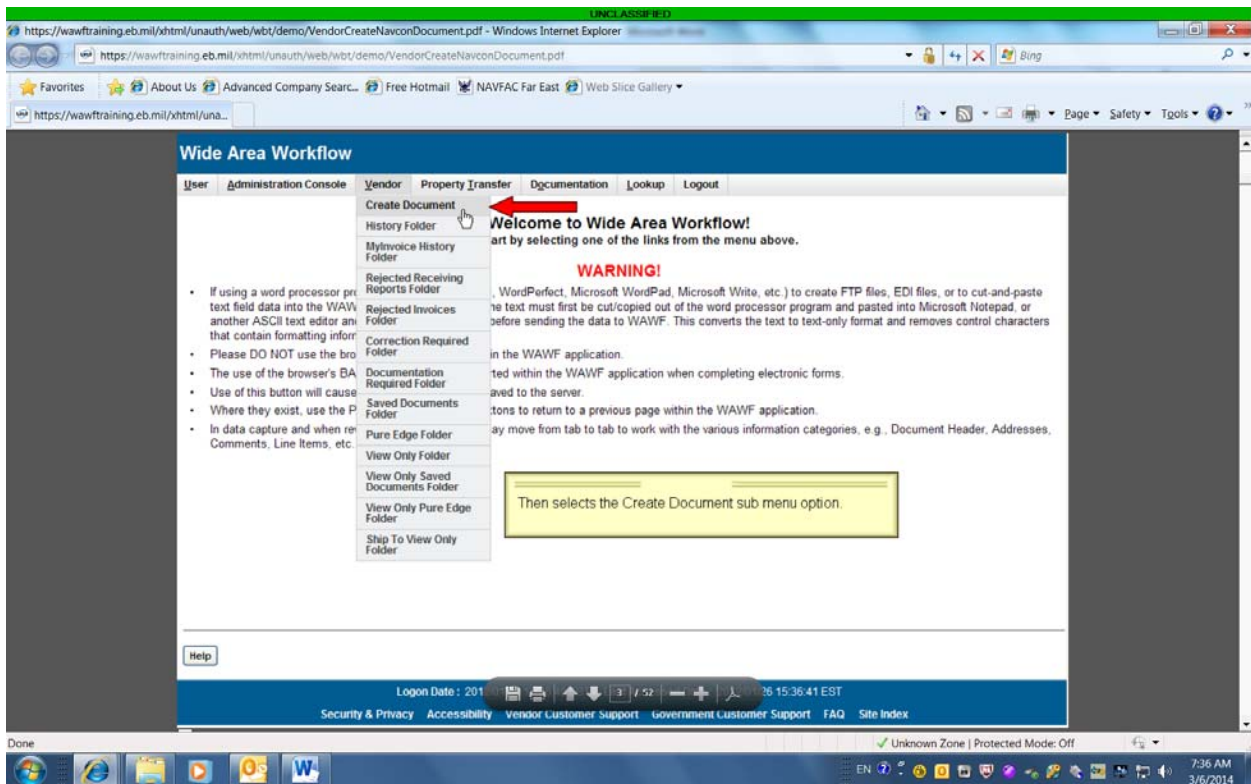 UNCLASSIFIED
https://wawftraining.eb.mil/xhtml/unauth/web/wbt/demo/VendorCreateNavconDocument.pdf - Windows Internet Explorer
https://wawftraining.eb.mil/xhtml/unauth/web/wbt/demo/VendorCreateNavconDocument.pdf
Bing
Favorites About Us Advanced Company Searc... Free Hotmail NAVFAC Far East Web Slice Gallery
https://wawftraining.eb.mil/xhtml/una...
Page Safety Tools
Wide Area Workflow
User Administration Console Vendor Property Transfer Documentation Lookup Logout
Create Document
History Folder
MyInvoice History
Folder
Rejected Receiving
Reports Folder
Rejected Invoices
Folder
Correction Required
Folder
Documentation
Required Folder
Saved Documents
Folder
Pure Edge Folder
View Only Folder
View Only Saved
Documents Folder
View Only Pure Edge
Folder
Ship To View Only
Folder
Welcome to Wide Area Workflow!
art by selecting one of the links from the menu above.
WARNING!
• If using a word processor pr , WordPerfect, Microsoft WordPad, Microsoft Write, etc.) to create FTP files, EDI files, or to cut-and-paste
text field data into the WAW he text must first be cut/copied out of the word processor program and pasted into Microsoft Notepad, or
another ASCII text editor an before sending the data to WAWF. This converts the text to text-only format and removes control characters
that contain formatting inform
• Please DO NOT use the bro in the WAWF application.
• The use of the browser's BA ted within the WAWF application when completing electronic forms.
• Use of this button will cause aved to the server.
• Where they exist, use the P tons to return to a previous page within the WAWF application.
• In data capture and when re ay move from tab to tab to work with the various information categories, e.g., Document Header, Addresses,
Comments, Line Items, etc.
Then selects the Create Document sub menu option.
Help
Logon Date : 201 3 / 52 26 15:36:41 EST
Security & Privacy Accessibility Vendor Customer Support Government Customer Support FAQ Site Index
Done
Unknown Zone | Protected Mode: Off
EN
7:36 AM
3/6/2014